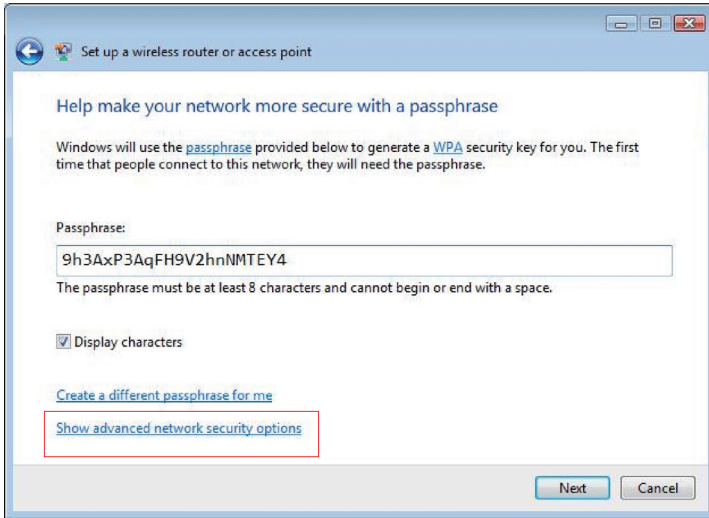 Set up a wireless router or access point
Help make your network more secure with a passphrase
Windows will use the passphrase provided below to generate a WPA security key for you. The first
time that people connect to this network, they will need the passphrase.
Passphrase:
9h3AxP3AqFH9V2hnNMTEY4
The passphrase must be at least 8 characters and cannot begin or end with a space.
Display characters
Create a different passphrase for me
Show advanced network security options
Next Cancel